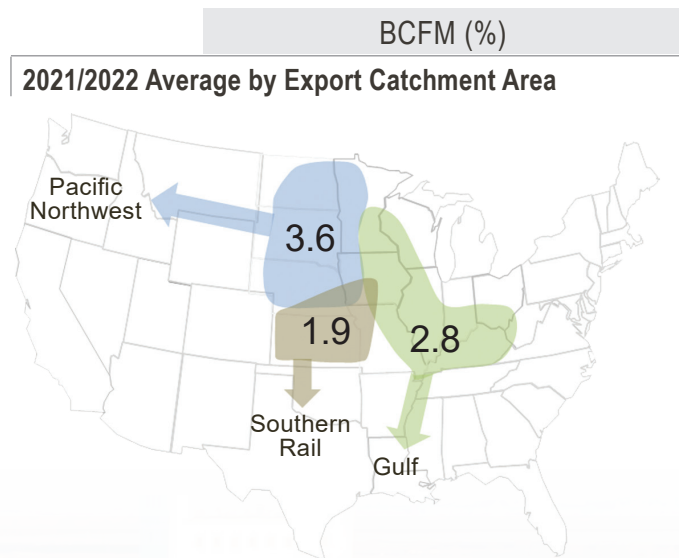 BCFM (%)
2021/2022 Average by Export Catchment Area
Pacific
Northwest
3.6
1.9
2.8
Southern
Rail
Gulf